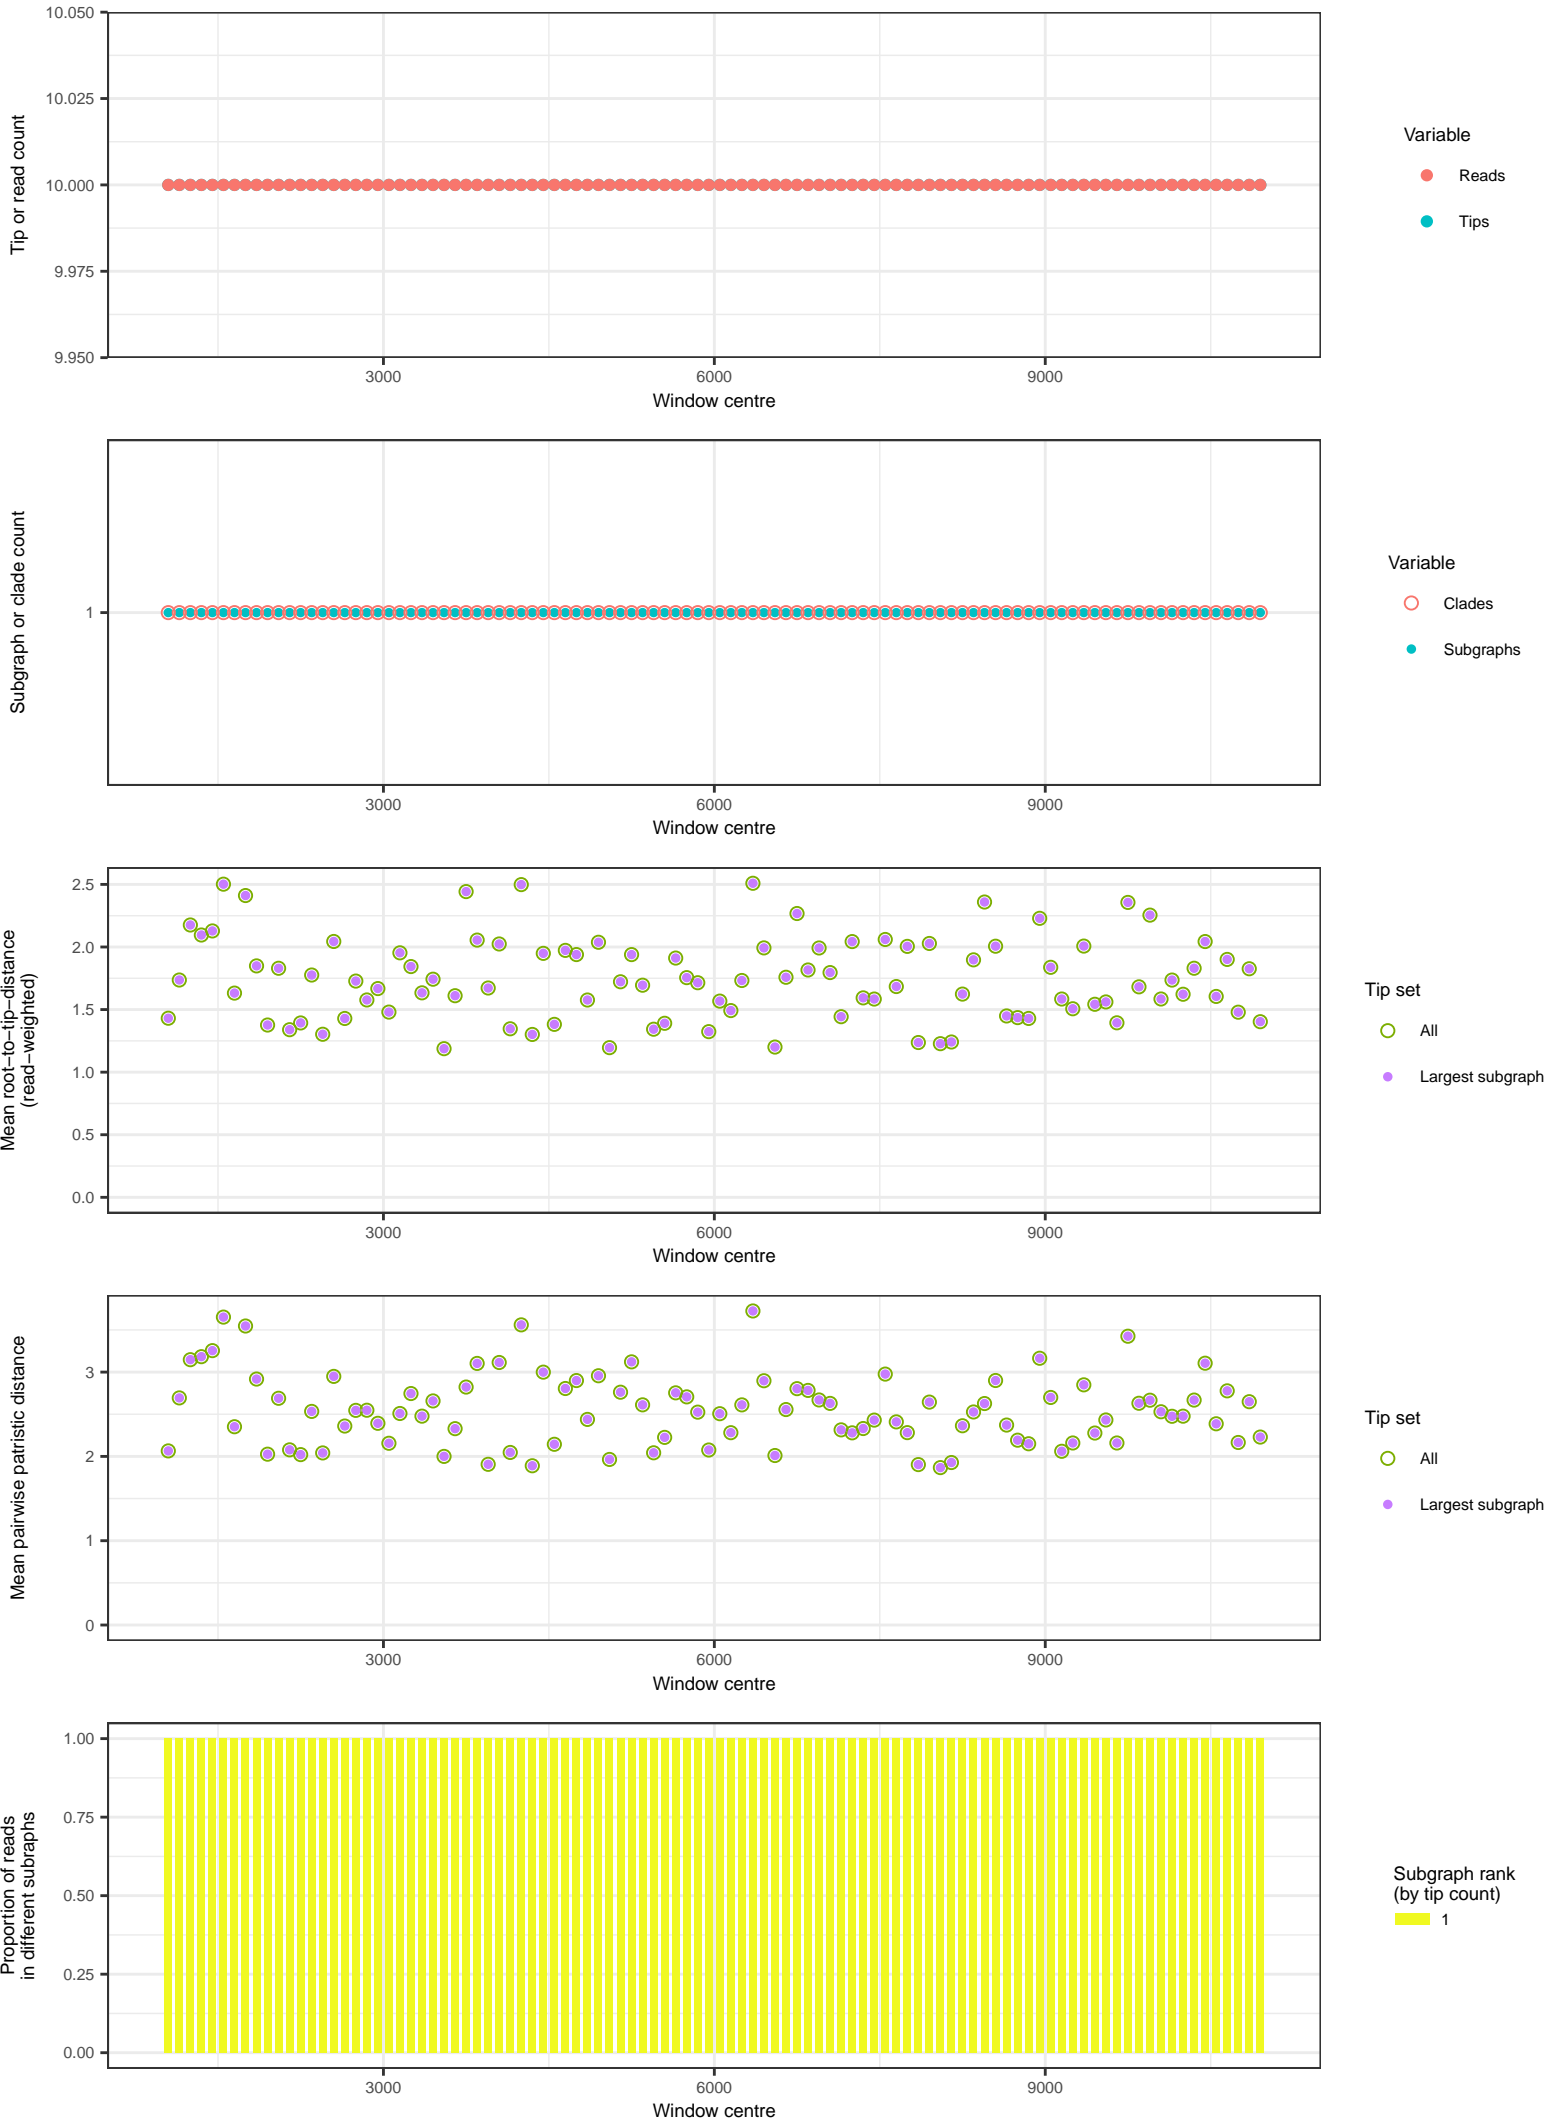 10.050
10.025
10.000
9.975
9.950
Tip or read count
3000
6000
9000
Window centre
Variable
Reads
Tips
Subgraph or clade count
1
3000
6000
9000
Window centre
Variable
Clades
Subgraphs
Mean root−to−tip−distance
(read−weighted)
2.5
2.0
1.5
1.0
0.5
0.0
3000
6000
9000
Window centre
Tip set
All
Largest subgraph
Mean pairwise patristic distance
3
2
1
0
3000
6000
9000
Window centre
Tip set
All
Largest subgraph
Proportion of reads
in different subraphs
1.00
0.75
0.50
0.25
0.00
3000
6000
9000
Window centre
Subgraph rank
(by tip count)
1